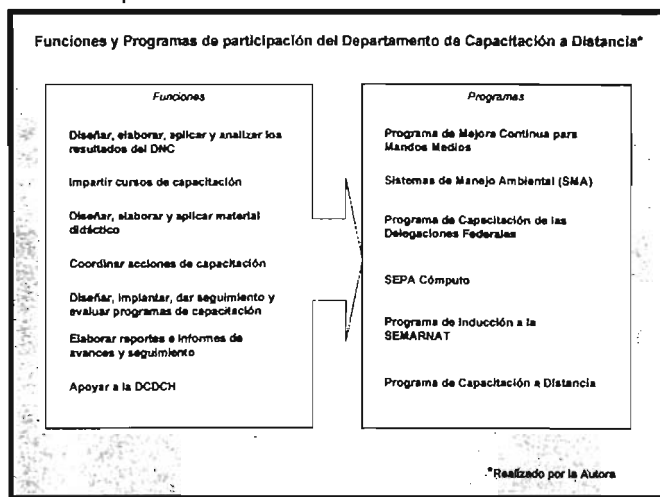 Funciones y Programas de participación del Departamento de Capacitación a Distancia*
Funciones
Diseñar, elaborar, aplicar y analizar los
resultados del DNC
Impartir cursos de capacitación
Diseñar, elaborar y aplicar material
didáctico
Coordinar acciones de capacitación
Diseñar, implantar, dar seguimiento y
evaluar programas de capacitación
Elaborar reportes e informes de
avances y seguimiento
Apoyar a la DCDCH
Programas
Programa de Mejora Continua para
Mandos Medios
Sistemas de Manejo Ambiental (SMA)
Programa de Capacitación de las
Delegaciones Federales
SEPA Cómputo
Programa de Inducción a la
SEMARNAT
Programa de Capacitación a Distancia
*Realizado por la Autora